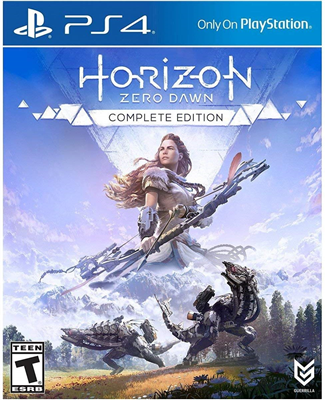 PS4
Only On PlayStation®
HORIZON
ZERO DAWN
COMPLETE EDITION
TEEN
T
ESRB
GUERRILLA